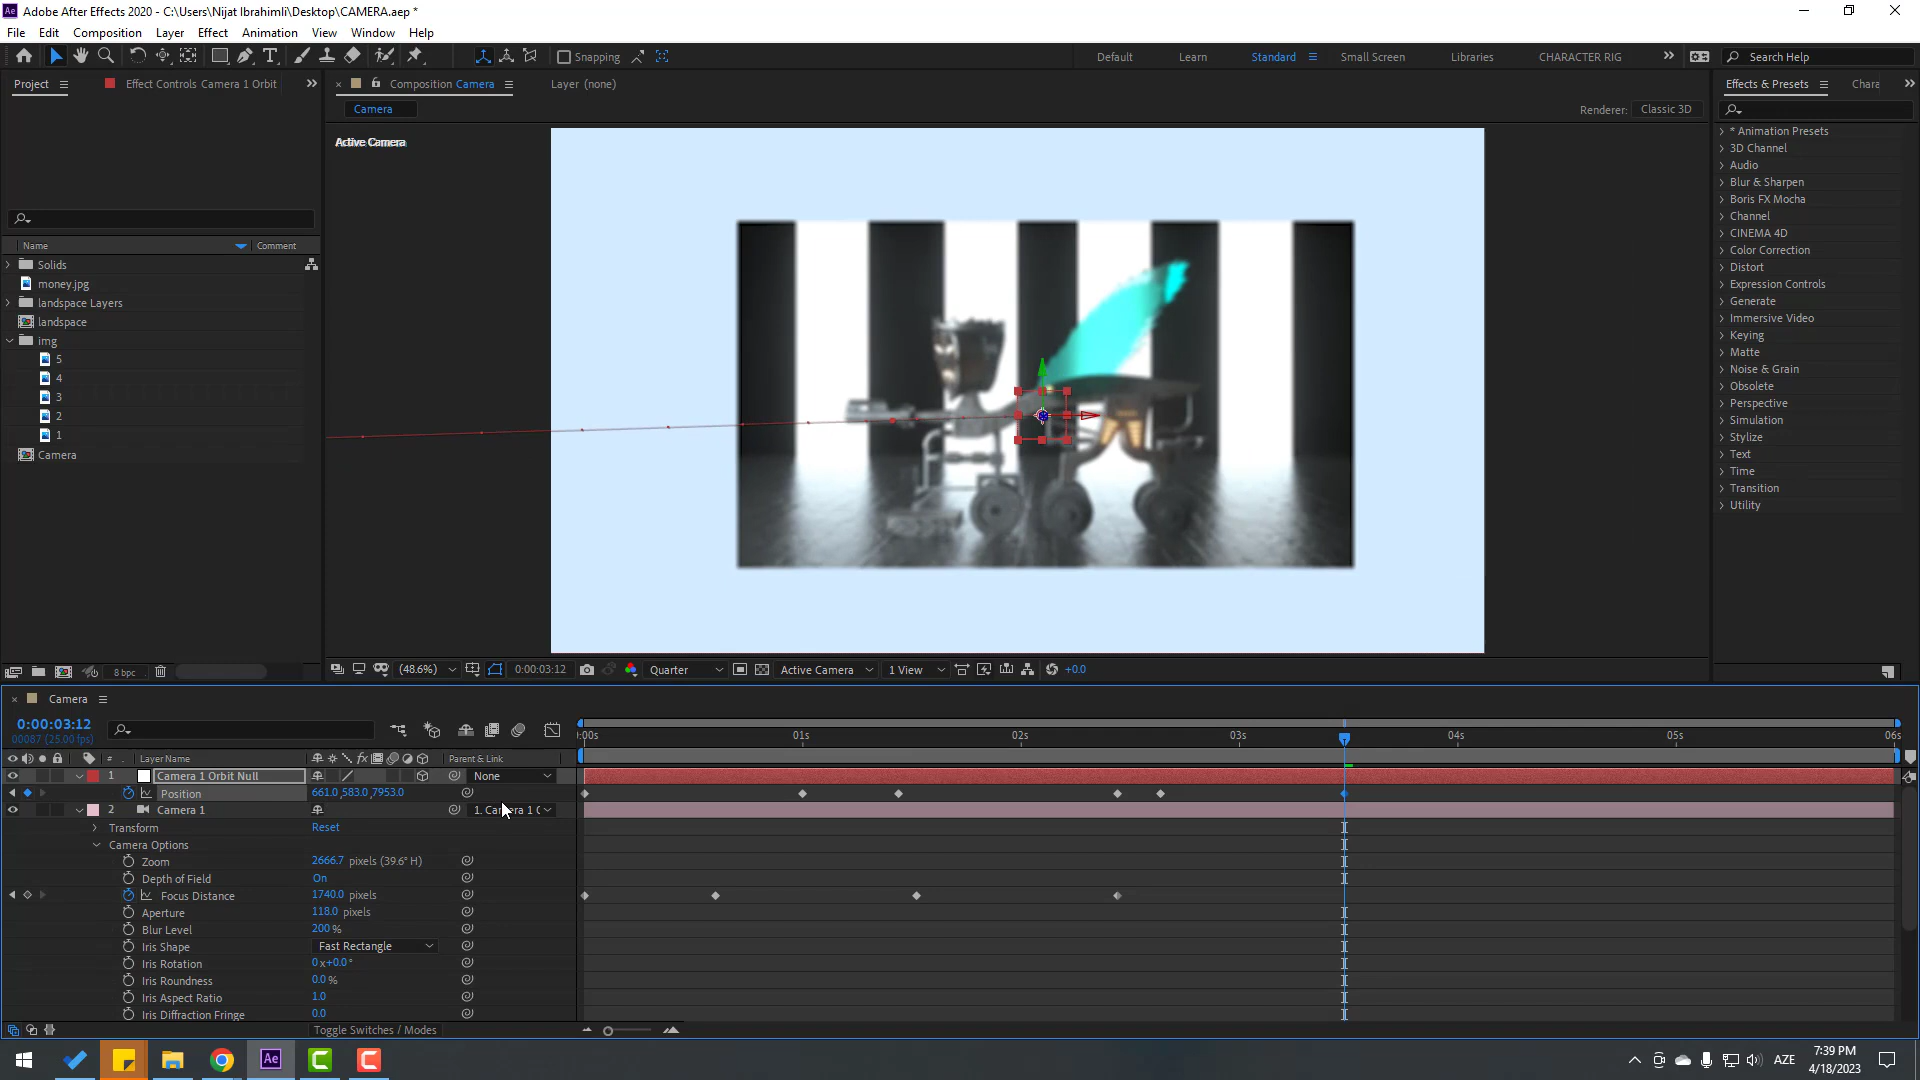 Adobe After Effects 2020 - C:\Users\Nijat Ibrahimli\Desktop\CAMERA.aep *
File Edit Composition Layer Effect Animation View Window Help
Snapping Default Learn Standard Small Screen Libraries CHARACTER RIG Search Help
Project Effect Controls Camera 1 Orbit Composition Camera Layer (none) Effects & Presets Chara
Camera Renderer: Classic 3D
Active Camera
Name Comment
Solids
money.jpg
landspace Layers
landspace
img
5
4
3
2
1
Camera
* Animation Presets
3D Channel
Audio
Blur & Sharpen
Boris FX Mocha
Channel
CINEMA 4D
Color Correction
Distort
Expression Controls
Generate
Immersive Video
Keying
Matte
Noise & Grain
Obsolete
Perspective
Simulation
Stylize
Text
Time
Transition
Utility
8 bpc (48.6%) 0:00:03:12 Quarter Active Camera 1 View +0.0
Camera
0:00:03:12
00087 (25.00 fps)
:00s 01s 02s 03s 04s 05s 06s
# Layer Name Parent & Link
1 Camera 1 Orbit Null None
Position 661.0,583.0,7953.0
2 Camera 1 1. Camera 1 O
Transform Reset
Camera Options
Zoom 2666.7 pixels (39.6° H)
Depth of Field On
Focus Distance 1740.0 pixels
Aperture 118.0 pixels
Blur Level 200 %
Iris Shape Fast Rectangle
Iris Rotation 0x+0.0°
Iris Roundness 0.0 %
Iris Aspect Ratio 1.0
Iris Diffraction Fringe 0.0
Toggle Switches / Modes
Ae AZE 7:39 PM
4/18/2023